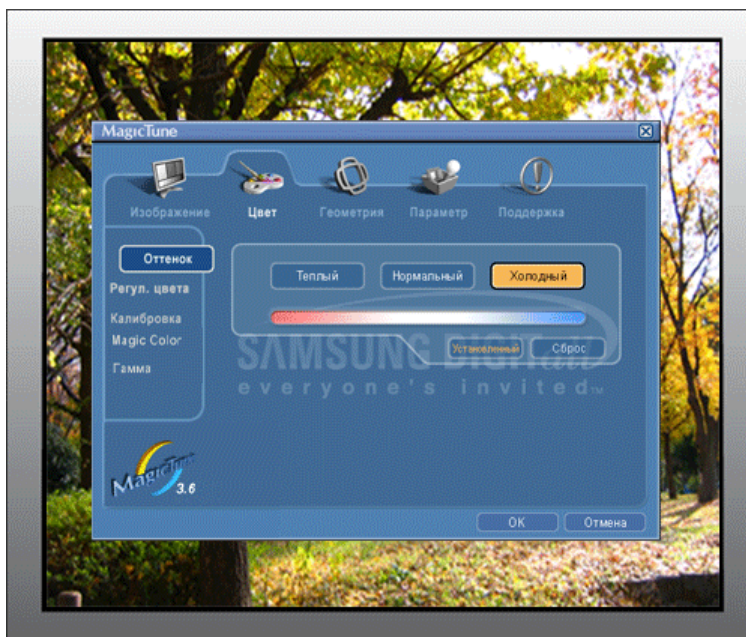 MagicTune
Изображение
Цвет
Геометрия
Параметр
Поддержка
Оттенок
Регул. цвета
Калибровка
Magic Color
Гамма
Теплый
Нормальный
Холодный
Установленный
Сброс
SAMSUNG DIGITall
everyone's invited™
MagicTune
3.6
OK
Отмена